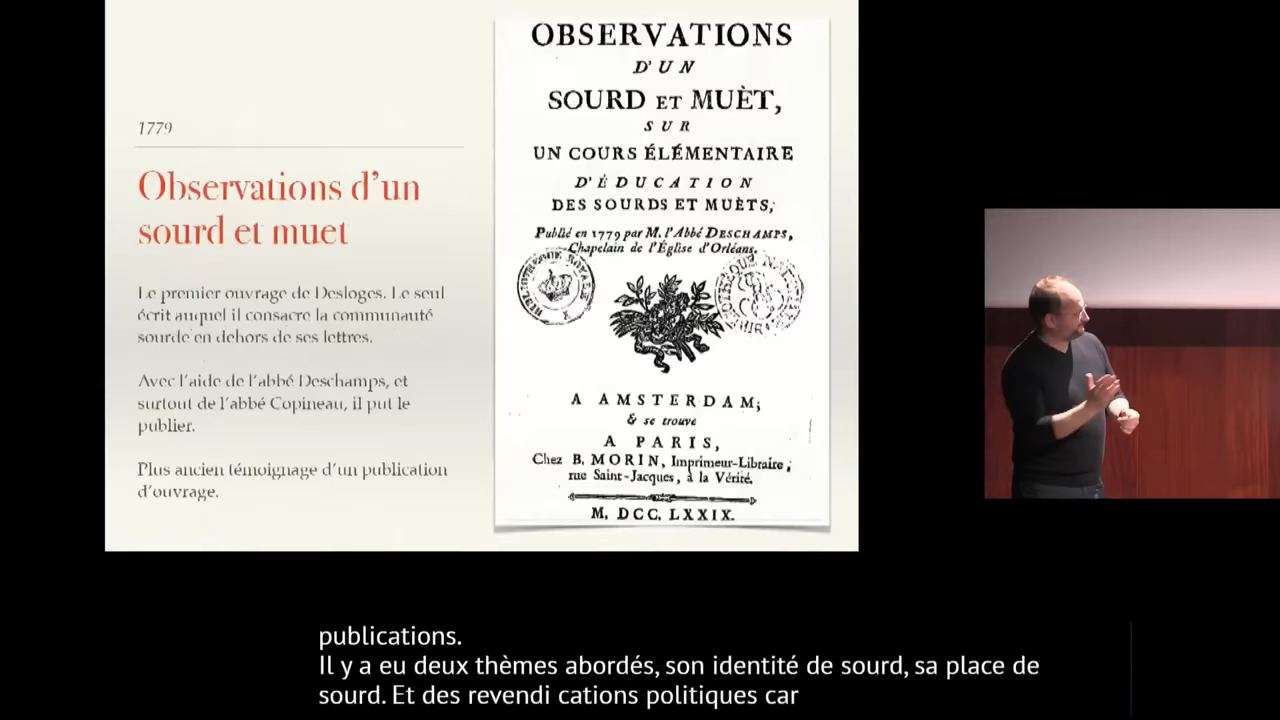 1779
Observations d'un
sourd et muet
Le premier ouvrage de Desloges. Le seul
écrit auquel il consacre la communauté
sourde en dehors de ses lettres.
Avec l'aide de l'abbé Deschamps, et
surtout de l'abbé Copineau, il put le
publier.
Plus ancien témoignage d'un publication
d'ouvrage.
OBSERVATIONS
D'UN
SOURD ET MUÈT,
SUR
UN COURS ÉLÉMENTAIRE
D'ÉDUCATION
DES SOURDS ET MUÈTS,
Publié en 1779 par M. l'Abbé DESCHAMPS,
Chapelain de l'Église d'Orléans.
BIBLIOTHEQUE ROYALE
A AMSTERDAM;
& se trouve
A PARIS,
Chez B. MORIN, Imprimeur-Libraire,
rue Saint-Jacques, à la Vérité.
M. DCC. LXXIX.
publications.
Il y a eu deux thèmes abordés, son identité de sourd, sa place de
sourd. Et des revendi cations politiques car